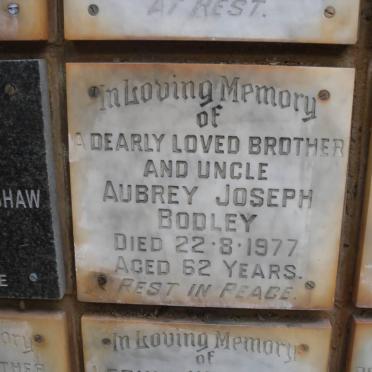 AT REST.
In Loving Memory
of
A DEARLY LOVED BROTHER
AND UNCLE
AUBREY JOSEPH
BODLEY
DIED 22·8·1977
AGED 62 YEARS.
REST IN PEACE.
HAW
E
In Loving Memory
of